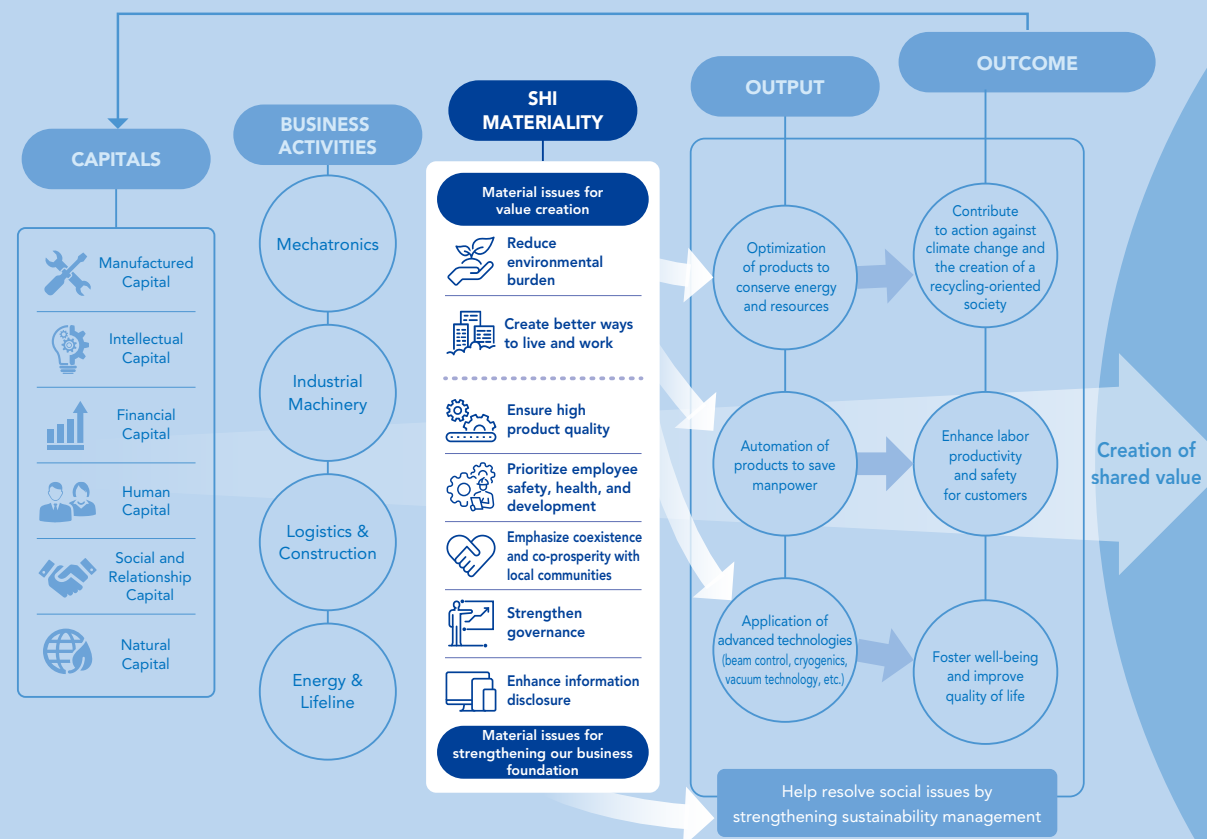 CAPITALS
Manufactured
Capital
Intellectual
Capital
Financial
Capital
Human
Capital
Social and
Relationship
Capital
Natural
Capital
BUSINESS
ACTIVITIES
Mechatronics
Industrial
Machinery
Logistics &
Construction
Energy &
Lifeline
SHI
MATERIALITY
Material issues for
value creation
Reduce
environmental
burden
Create better ways
to live and work
Ensure high
product quality
Prioritize employee
safety, health, and
development
Emphasize coexistence
and co-prosperity with
local communities
Strengthen
governance
Enhance information
disclosure
Material issues for
strengthening our business
foundation
OUTPUT
Optimization
of products to
conserve energy
and resources
Automation of
products to save
manpower
Application of
advanced technologies
(beam control, cryogenics,
vacuum technology, etc.)
OUTCOME
Contribute
to action against
climate change and
the creation of a
recycling-oriented
society
Enhance labor
productivity
and safety
for customers
Foster well-being
and improve
quality of life
Help resolve social issues by
strengthening sustainability management
Creation of
shared value